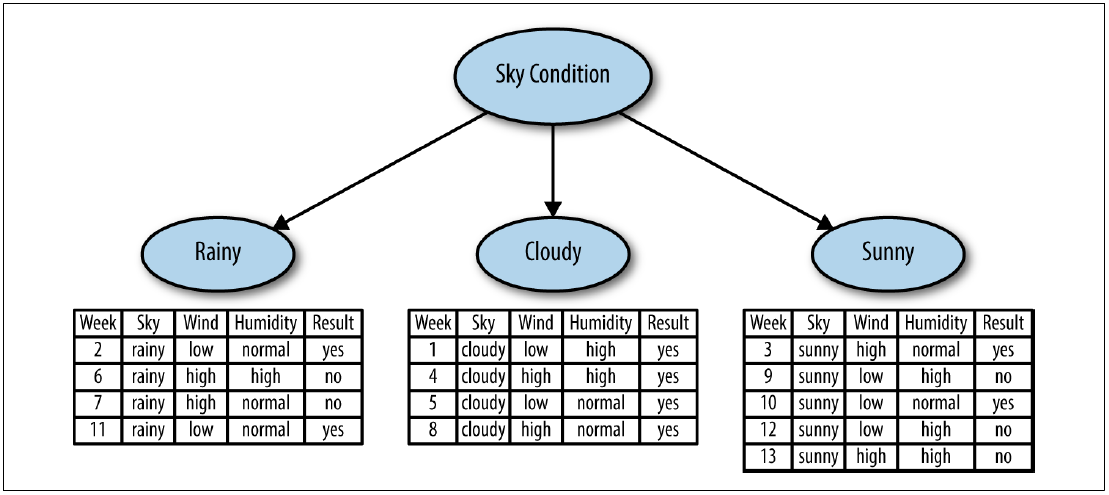 Sky Condition
Rainy Cloudy Sunny
Week Sky Wind Humidity Result
2 rainy low normal yes
6 rainy high high no
7 rainy high normal no
11 rainy low normal yes
Week Sky Wind Humidity Result
1 cloudy low high yes
4 cloudy high high yes
5 cloudy low normal yes
8 cloudy high normal yes
Week Sky Wind Humidity Result
3 sunny high normal yes
9 sunny low high no
10 sunny low normal yes
12 sunny low high no
13 sunny high high no